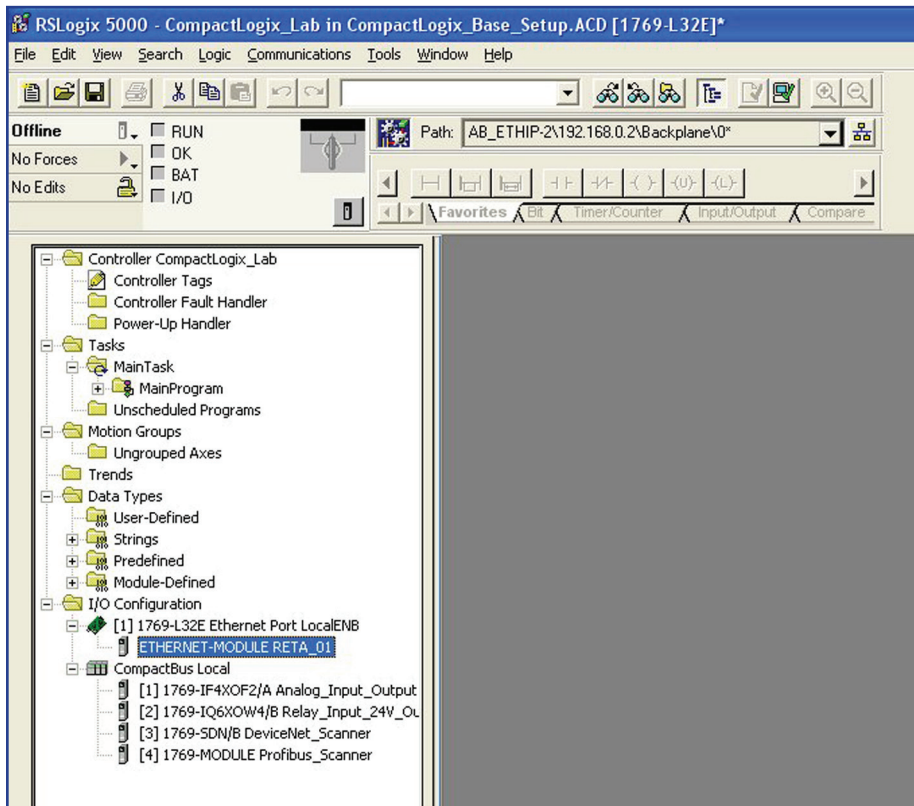 RSLogix 5000 - CompactLogix_Lab in CompactLogix_Base_Setup.ACD [1769-L32E]*
File Edit View Search Logic Communications Tools Window Help
Offline
RUN
No Forces
OK
No Edits
BAT
I/O
Path: AB_ETHIP-2\192.168.0.2\Backplane\0*
Favorites Bit Timer/Counter Input/Output Compare
Controller CompactLogix_Lab
Controller Tags
Controller Fault Handler
Power-Up Handler
Tasks
MainTask
MainProgram
Unscheduled Programs
Motion Groups
Ungrouped Axes
Trends
Data Types
User-Defined
Strings
Predefined
Module-Defined
I/O Configuration
[1] 1769-L32E Ethernet Port LocalENB
ETHERNET-MODULE RETA_01
CompactBus Local
[1] 1769-IF4XOF2/A Analog_Input_Output
[2] 1769-IQ6XOW4/B Relay_Input_24V_Ou
[3] 1769-SDN/B DeviceNet_Scanner
[4] 1769-MODULE Profibus_Scanner